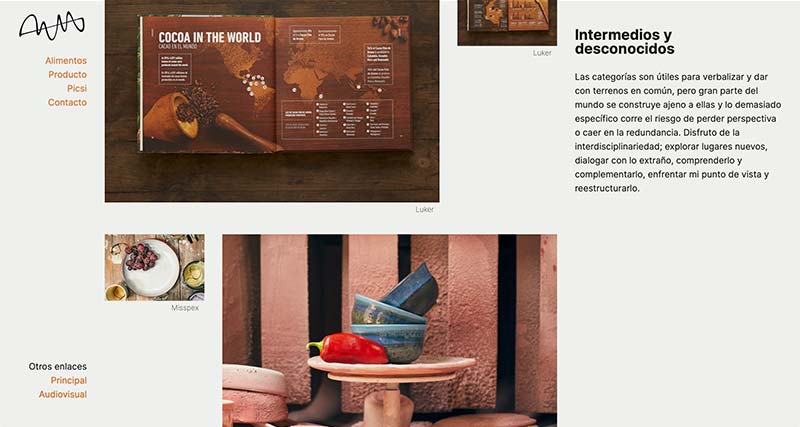 Alimentos
Producto
Picsi
Contacto
Otros enlaces
Principal
Audiovisual
COCOA IN THE WORLD
CACAO EN EL MUNDO
Luker
Luker
Misspex
Intermedios y
desconocidos
Las categorías son útiles para verbalizar y dar
con terrenos en común, pero gran parte del
mundo se construye ajeno a ellas y lo demasiado
específico corre el riesgo de perder perspectiva
o caer en la redundancia. Disfruto de la
interdisciplinariedad; explorar lugares nuevos,
dialogar con lo extraño, comprenderlo y
complementarlo, enfrentar mi punto de vista y
reestructurarlo.